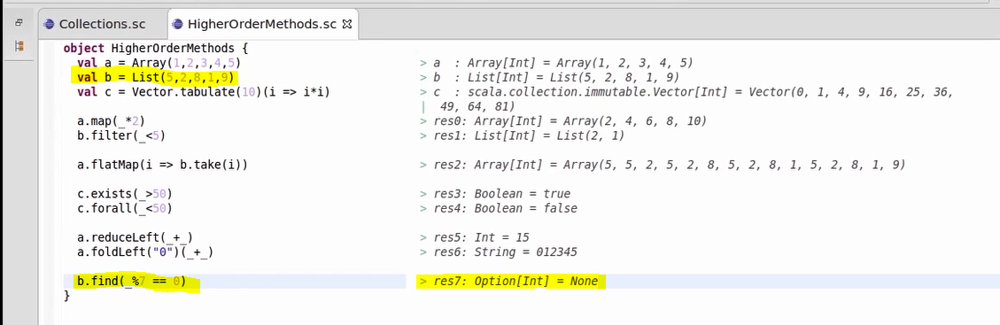 Collections.sc HigherOrderMethods.sc
object HigherOrderMethods {
val a = Array(1,2,3,4,5) > a : Array[Int] = Array(1, 2, 3, 4, 5)
val b = List(5,2,8,1,9) > b : List[Int] = List(5, 2, 8, 1, 9)
val c = Vector.tabulate(10)(i => i*i) > c : scala.collection.immutable.Vector[Int] = Vector(0, 1, 4, 9, 16, 25, 36,
| 49, 64, 81)
a.map(_*2) > res0: Array[Int] = Array(2, 4, 6, 8, 10)
b.filter(_<5) > res1: List[Int] = List(2, 1)
a.flatMap(i => b.take(i)) > res2: Array[Int] = Array(5, 5, 2, 5, 2, 8, 5, 2, 8, 1, 5, 2, 8, 1, 9)
c.exists(_>50) > res3: Boolean = true
c.forall(_<50) > res4: Boolean = false
a.reduceLeft(_+_) > res5: Int = 15
a.foldLeft("0")(_+_) > res6: String = 012345
b.find(_%7 == 0) > res7: Option[Int] = None
}